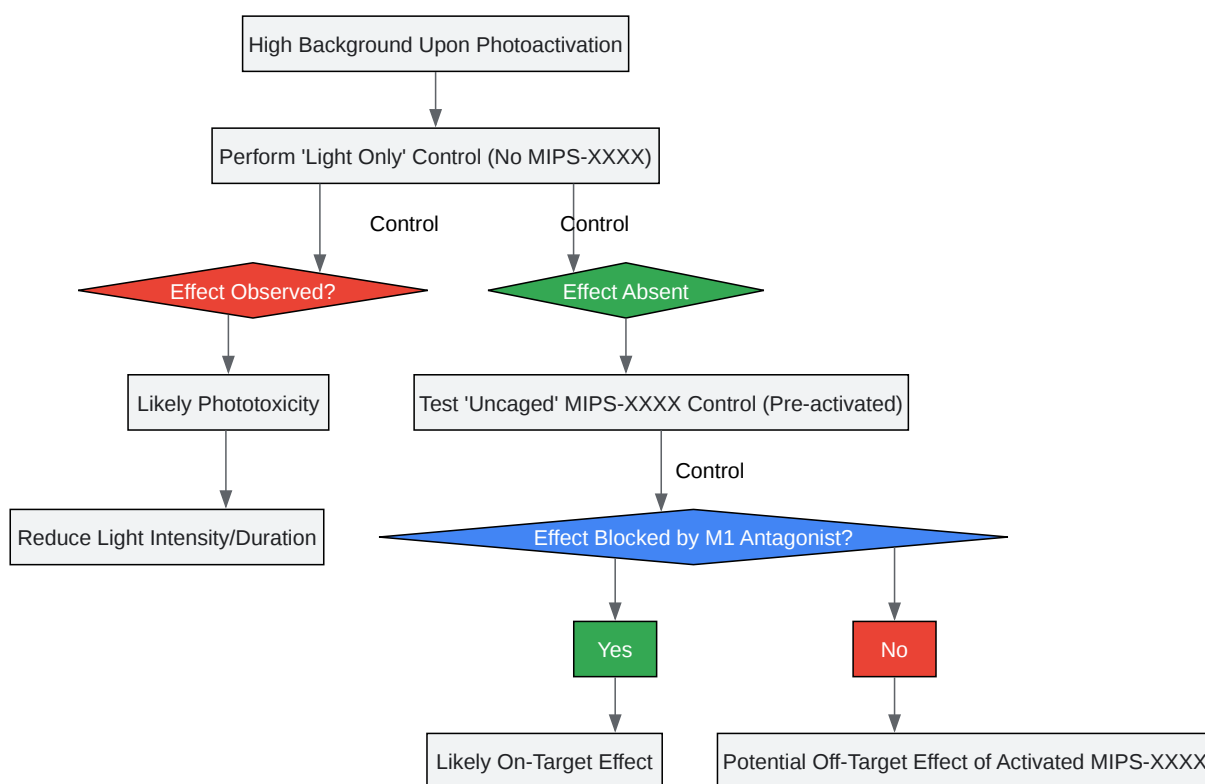 High Background Upon Photoactivation
Perform 'Light Only' Control (No MIPS-XXXX)
Control
Control
Effect Observed?
Effect Absent
Likely Phototoxicity
Test 'Uncaged' MIPS-XXXX Control (Pre-activated)
Control
Reduce Light Intensity/Duration
Effect Blocked by M1 Antagonist?
Yes
No
Likely On-Target Effect
Potential Off-Target Effect of Activated MIPS-XXXX